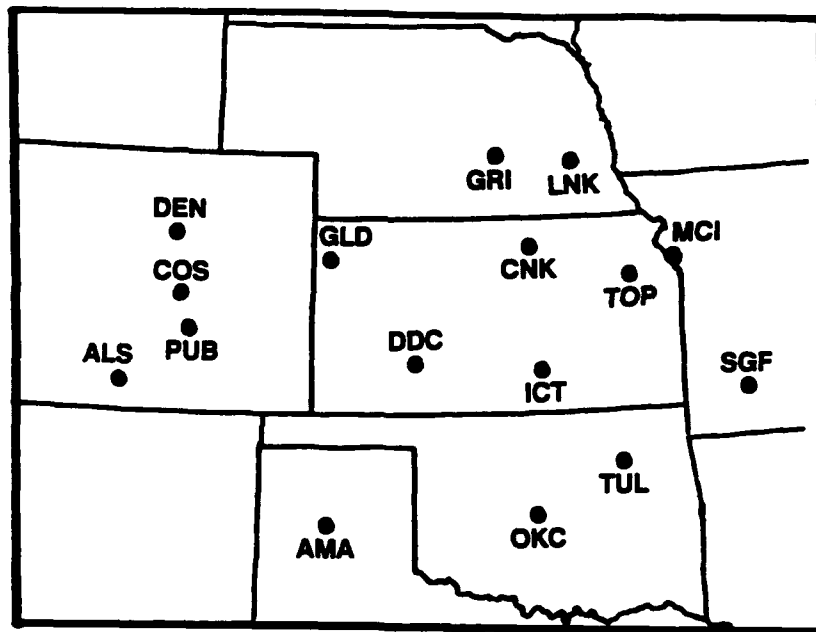 GRI
LNK
DEN
GLD
MCI
COS
CNK
TOP
PUB
ALS
DDC
ICT
SGF
TUL
OKC
AMA